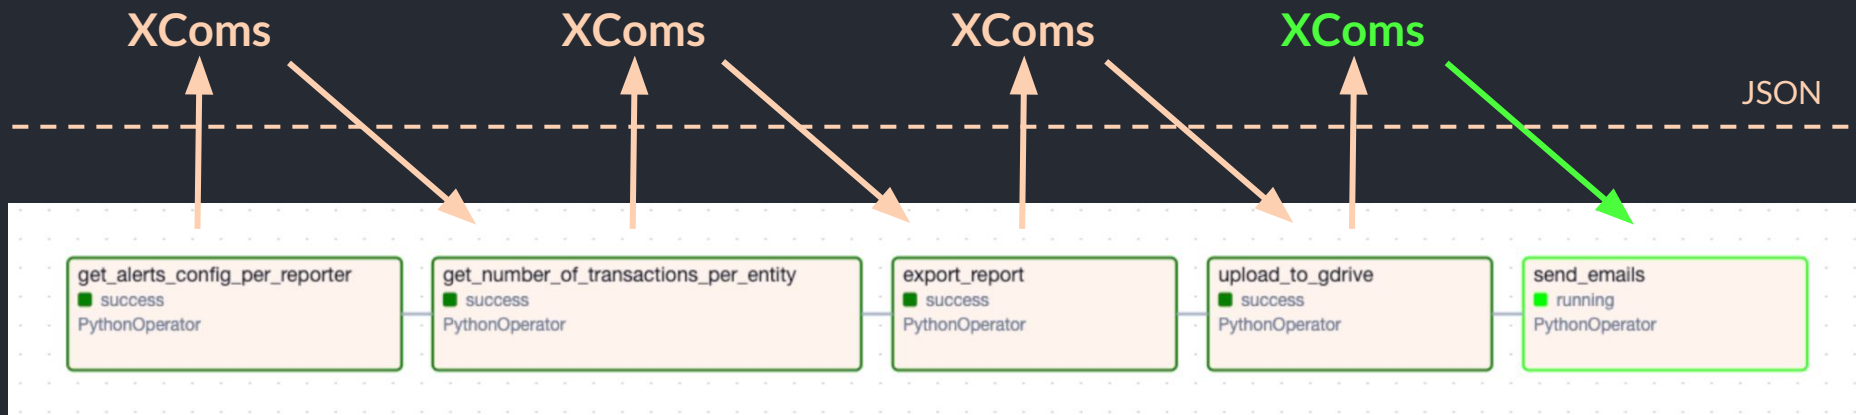 XComs
XComs
XComs
XComs
JSON
get_alerts_config_per_reporter
success
PythonOperator
get_number_of_transactions_per_entity
success
PythonOperator
export_report
success
PythonOperator
upload_to_gdrive
success
PythonOperator
send_emails
running
PythonOperator